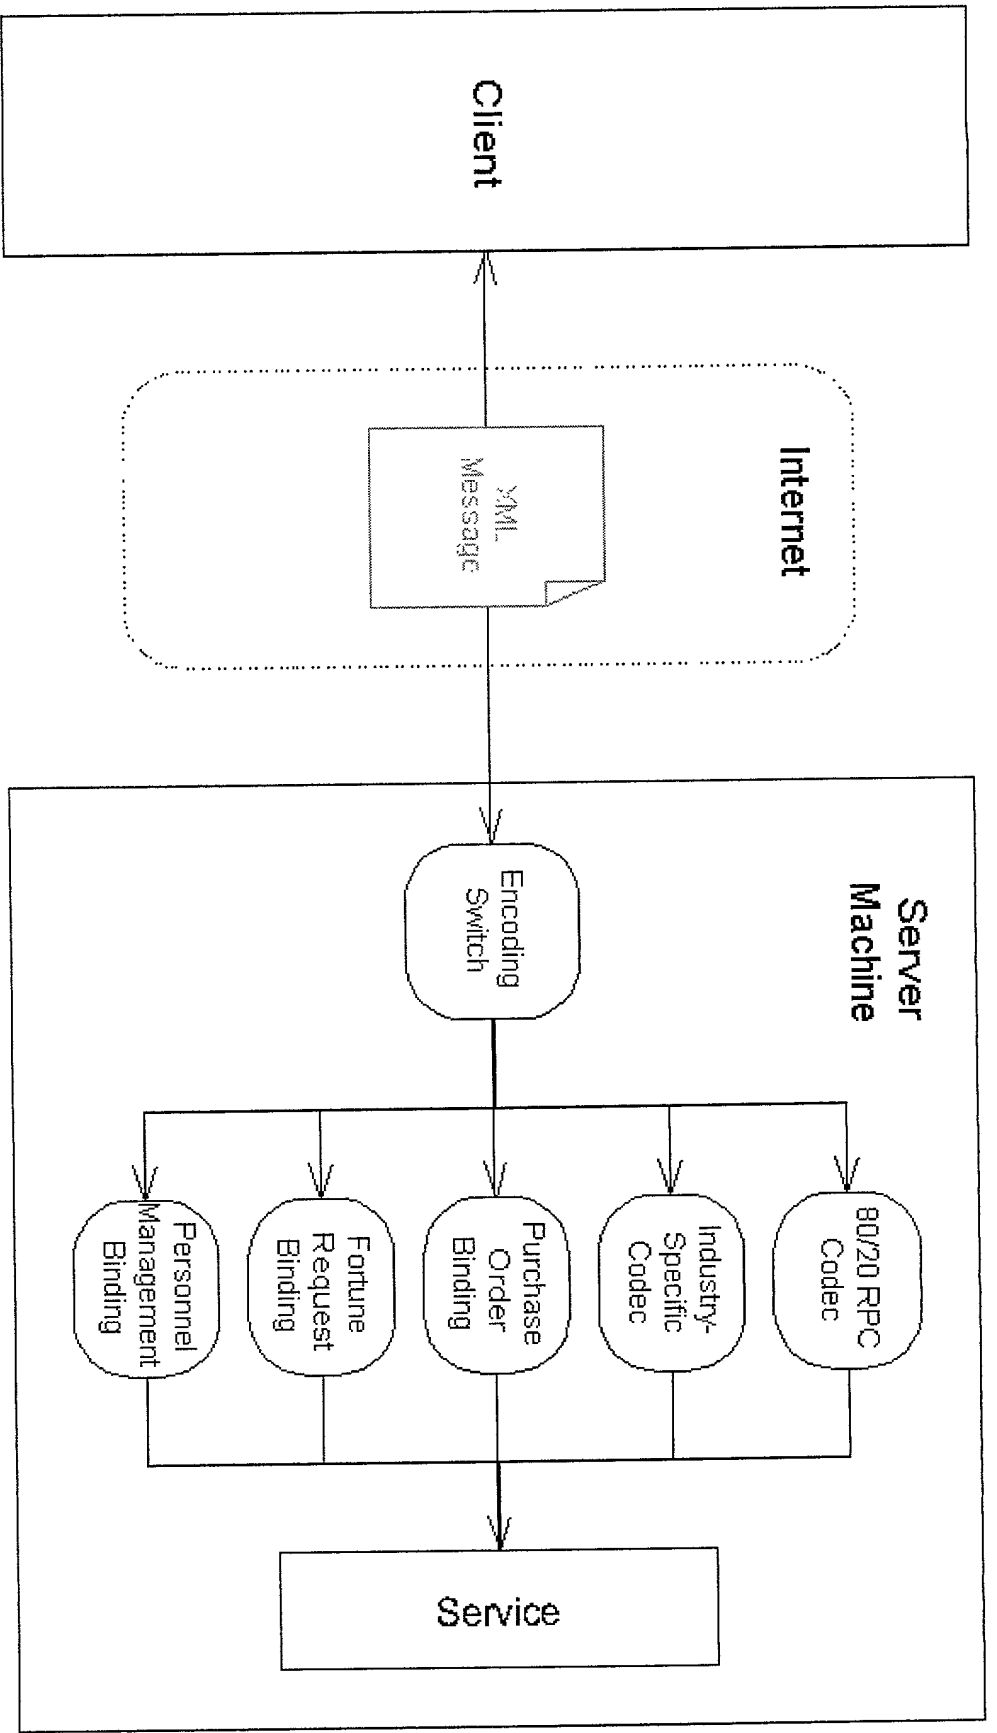 Client
Internet
XML
Message
Server
Machine
Encoding
Switch
80/20 RPC
Codec
Industry-
Specific
Codec
Purchase
Order
Binding
Fortune
Request
Binding
Personnel
Management
Binding
Service